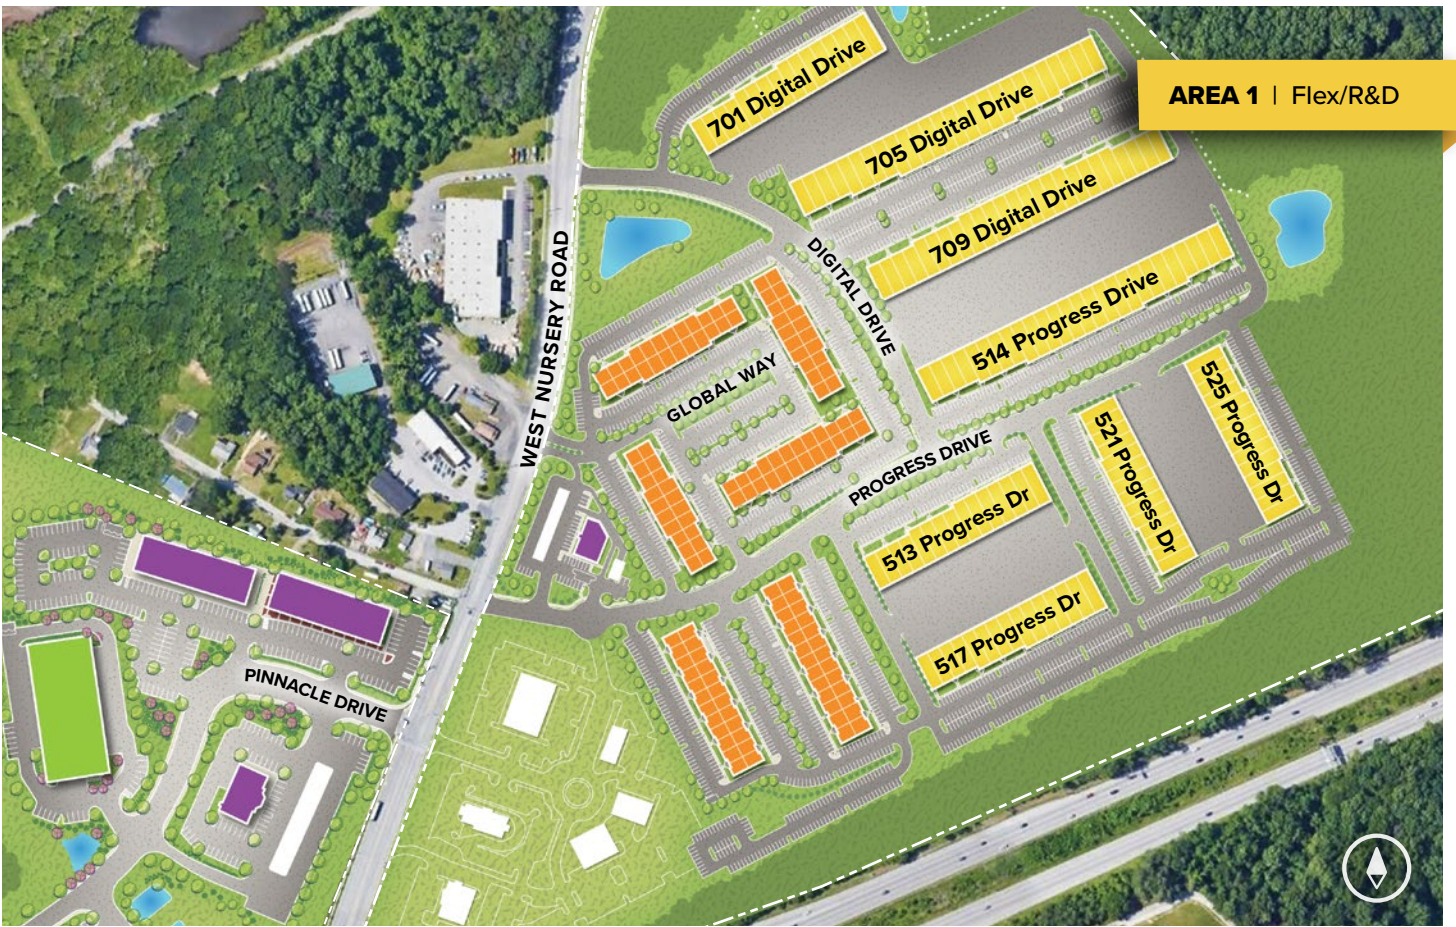 701 Digital Drive
705 Digital Drive
AREA 1 | Flex/R&D
709 Digital Drive
514 Progress Drive
DIGITAL DRIVE
WEST NURSERY ROAD
GLOBAL WAY
PROGRESS DRIVE
525 Progress Dr
521 Progress Dr
513 Progress Dr
517 Progress Dr
PINNACLE DRIVE